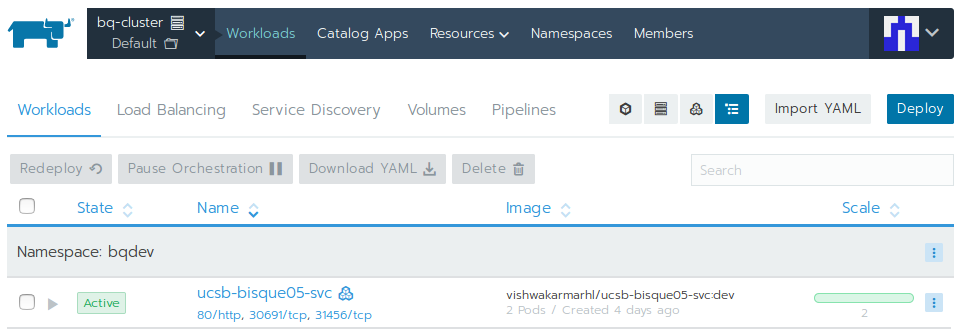 bq-cluster
Default
Workloads Catalog Apps Resources Namespaces Members
Workloads Load Balancing Service Discovery Volumes Pipelines Import YAML Deploy
Redeploy Pause Orchestration Download YAML Delete Search
State Name Image Scale
Namespace: bqdev
Active ucsb-bisque05-svc vishwakarmarhl/ucsb-bisque05-svc:dev
80/http, 30691/tcp, 31456/tcp 2 Pods / Created 4 days ago 2